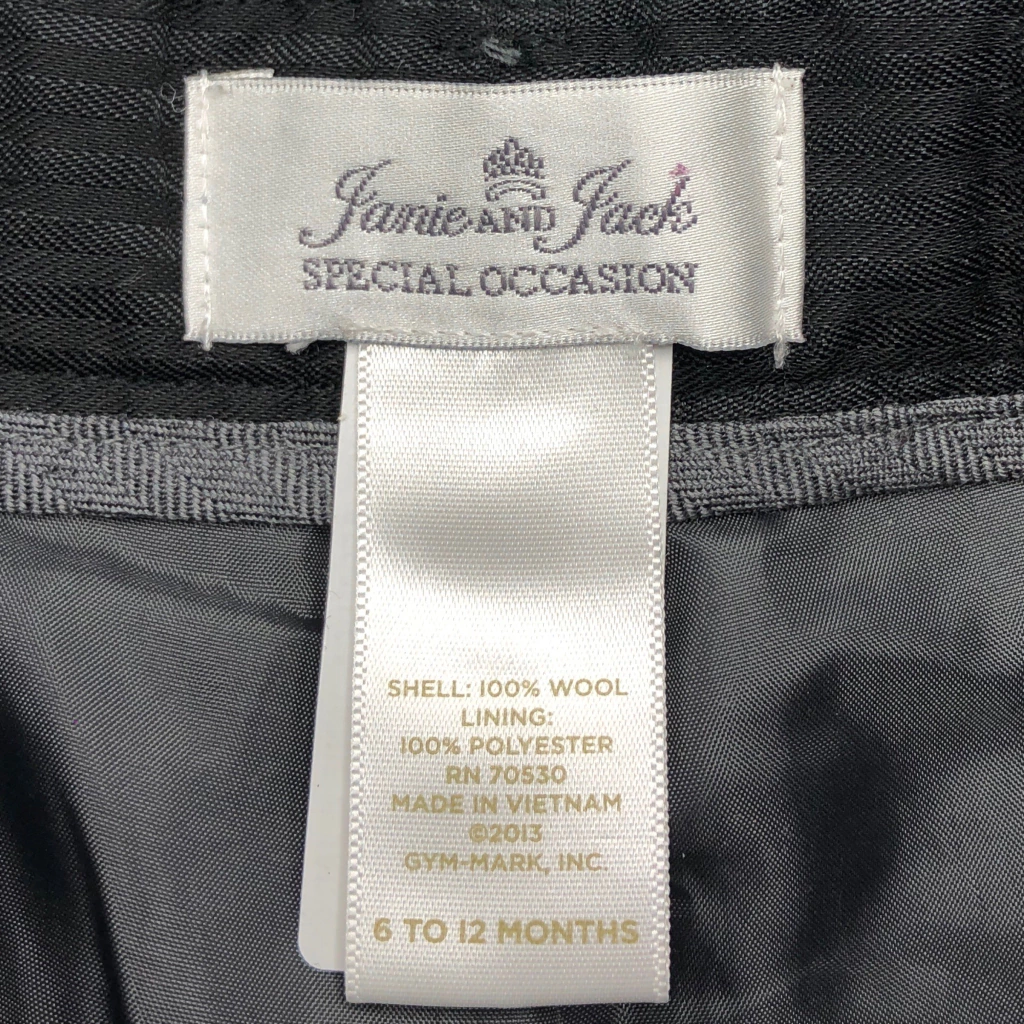 Janie AND Jack
SPECIAL OCCASION
SHELL: 100% WOOL
LINING:
100% POLYESTER
RN 70530
MADE IN VIETNAM
©2013
GYM-MARK, INC.
6 TO 12 MONTHS